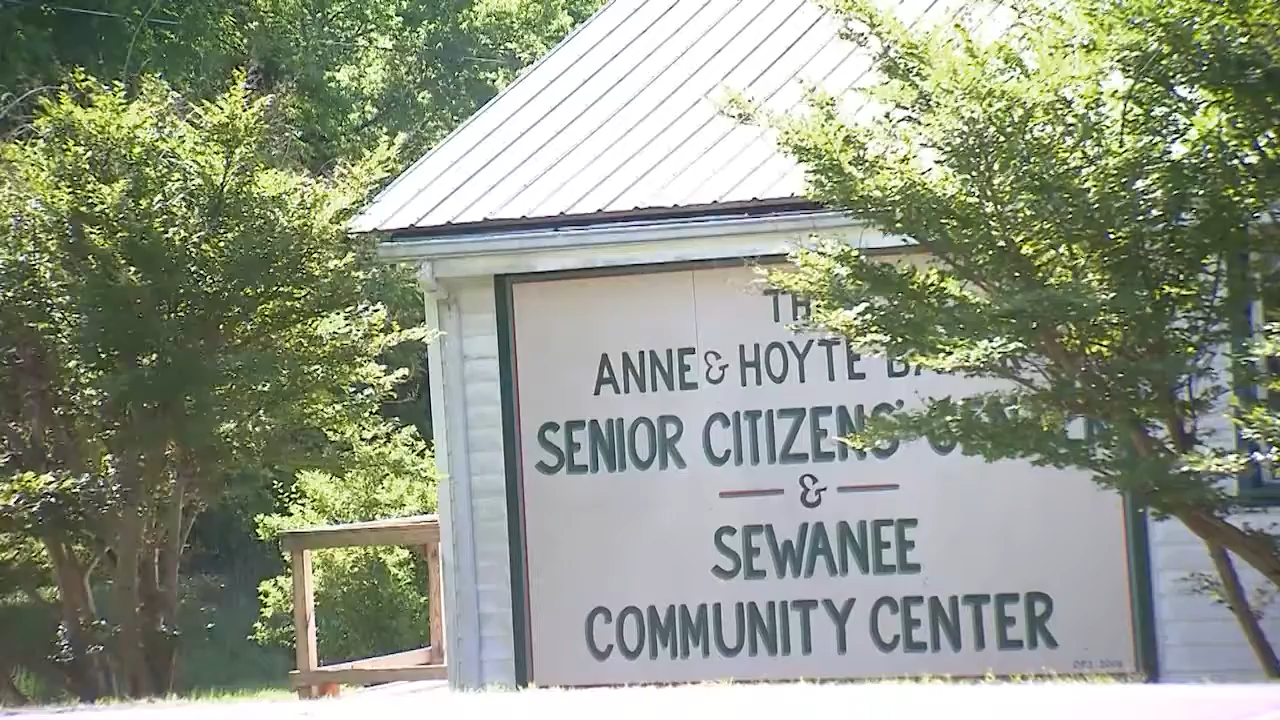 ANNE & HOYTE
SENIOR CITIZENS'
&
SEWANEE
COMMUNITY CENTER